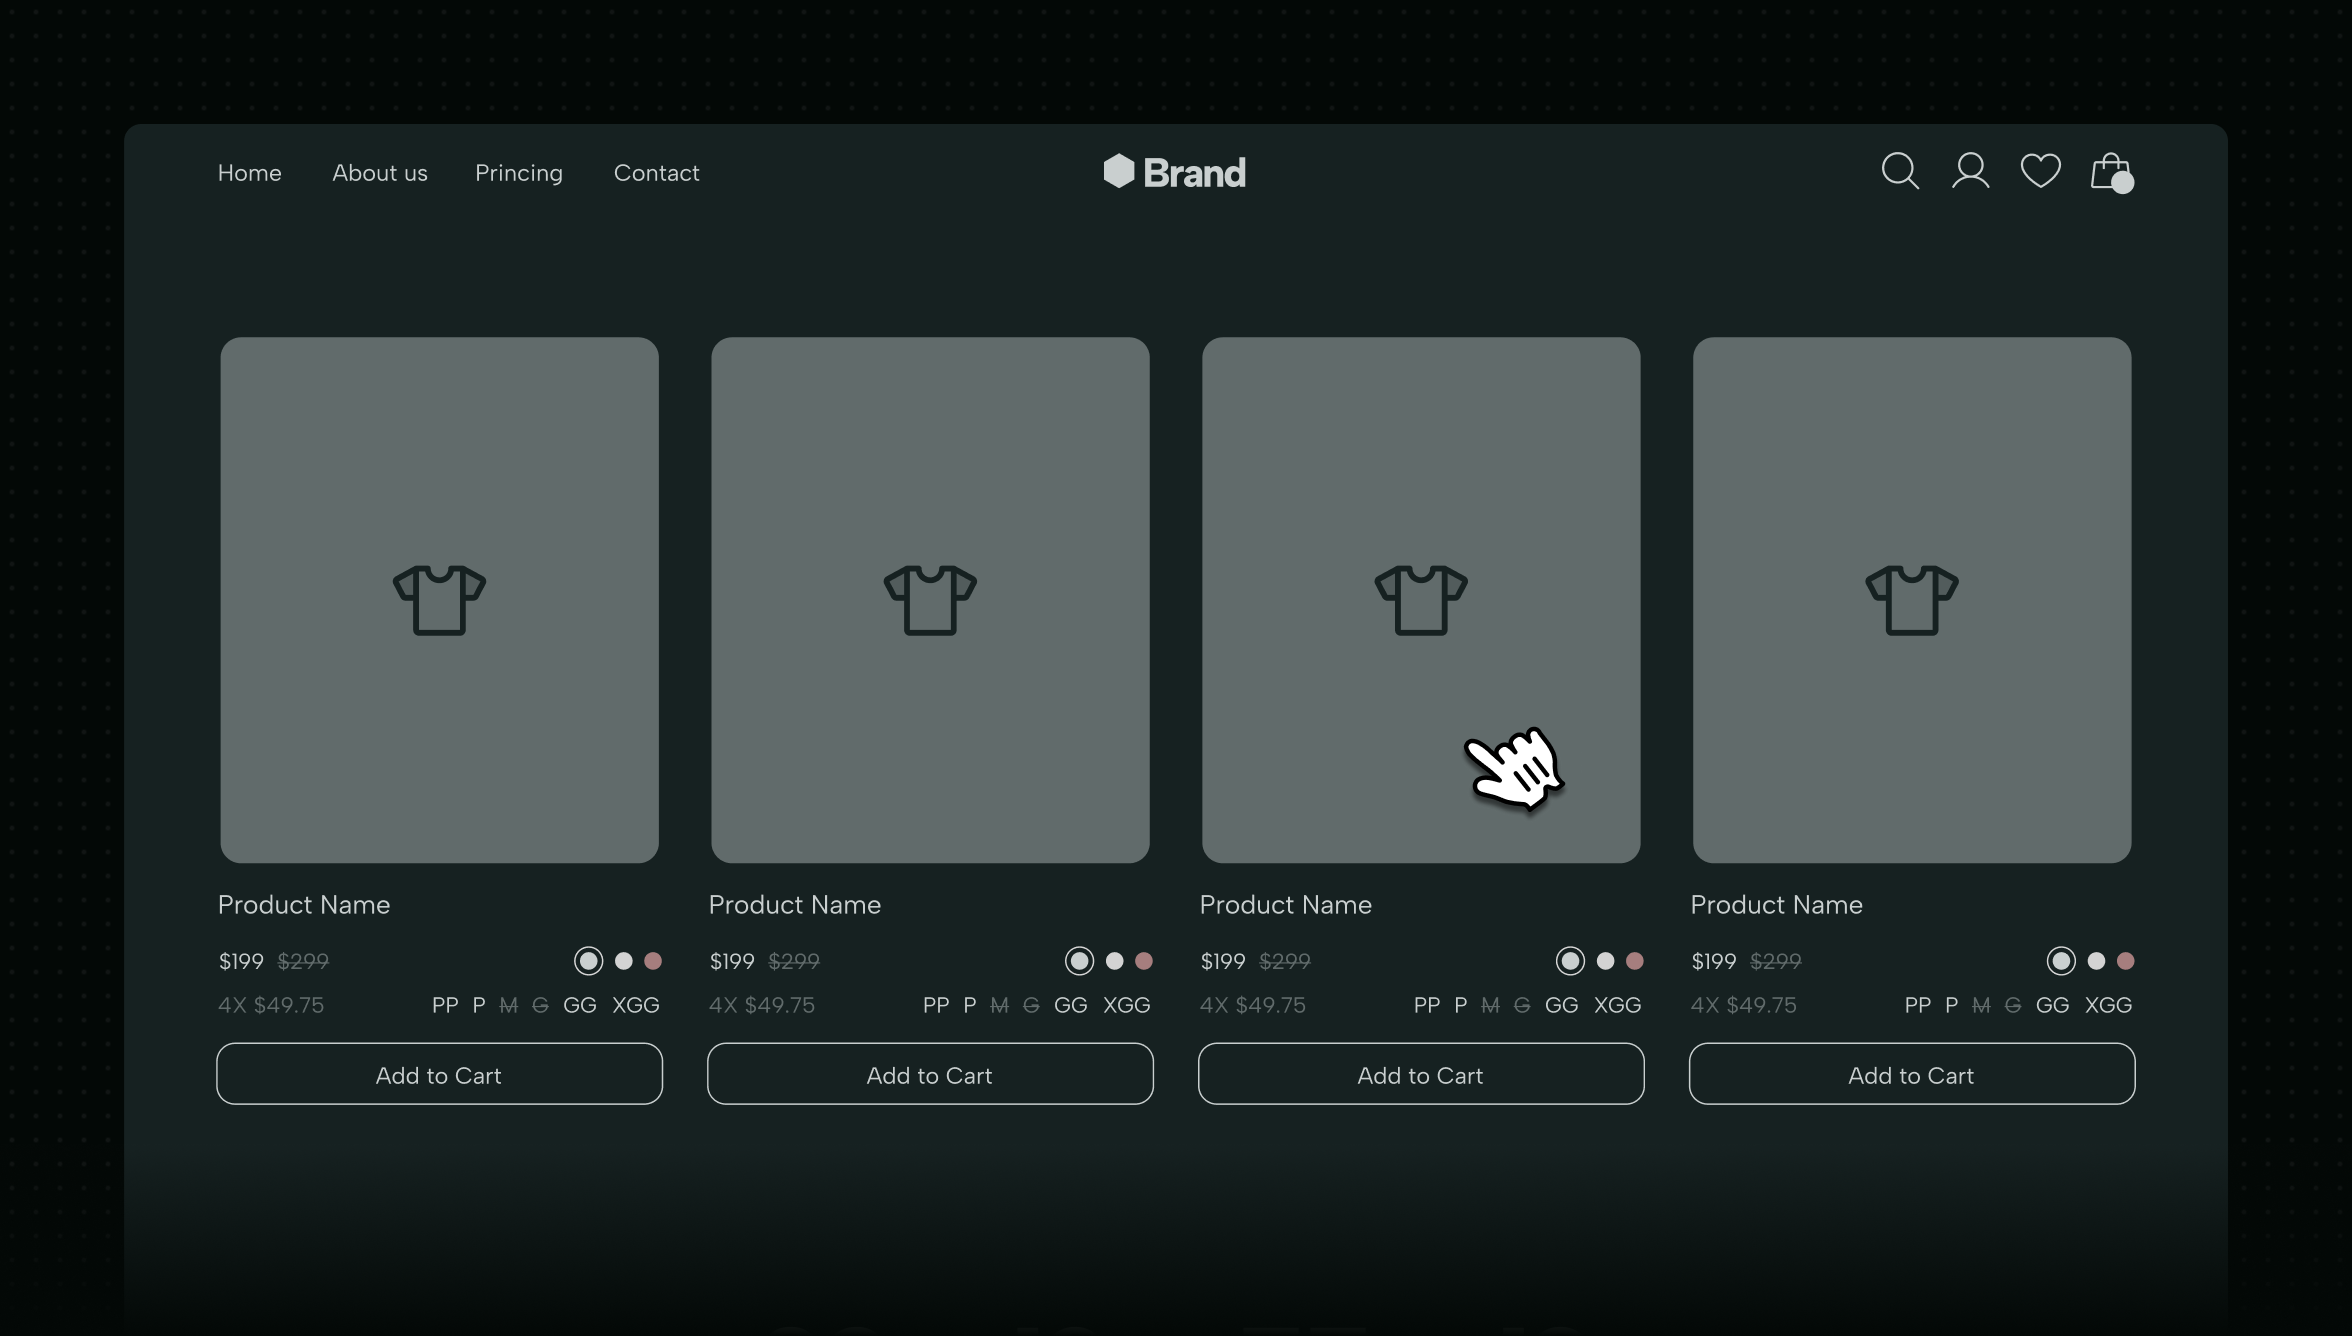 Home About us Princing Contact Brand
Product Name Product Name Product Name Product Name
$199 $299 $199 $299 $199 $299 $199 $299
4X $49.75 PP P M G GG XGG 4X $49.75 PP P M G GG XGG 4X $49.75 PP P M G GG XGG 4X $49.75 PP P M G GG XGG
Add to Cart Add to Cart Add to Cart Add to Cart